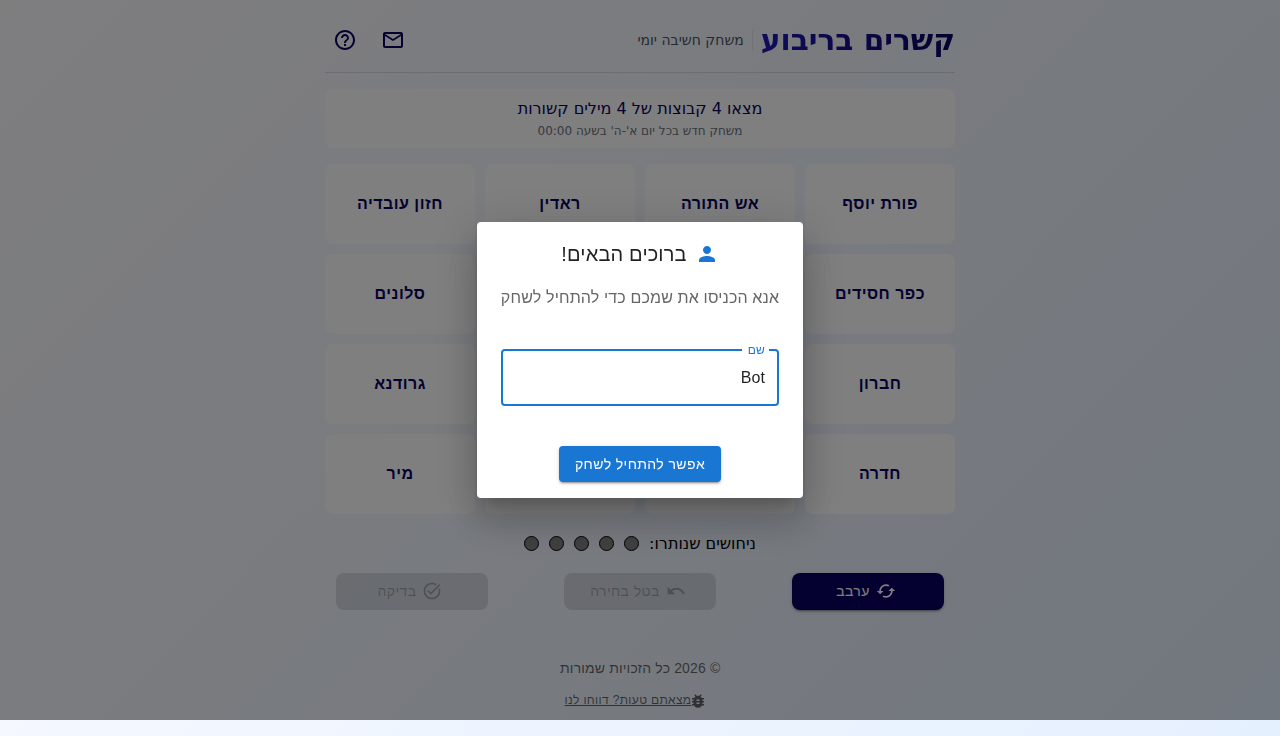 קשרים בריבוע
משחק חשיבה יומי
מצאו 4 קבוצות של 4 מילים קשורות
משחק חדש בכל יום א'-ה' בשעה 00:00
פורת יוסף
אש התורה
ראדין
חזון עובדיה
ברוכים הבאים!
אנא הכניסו את שמכם כדי להתחיל לשחק
שם
Bot
אפשר להתחיל לשחק
כפר חסידים
סלונים
חברון
גרודנא
חדרה
מיר
ניחושים שנותרו:
ערבב
בטל בחירה
בדיקה
© 2026 כל הזכויות שמורות
מצאתם טעות? דווחו לנו